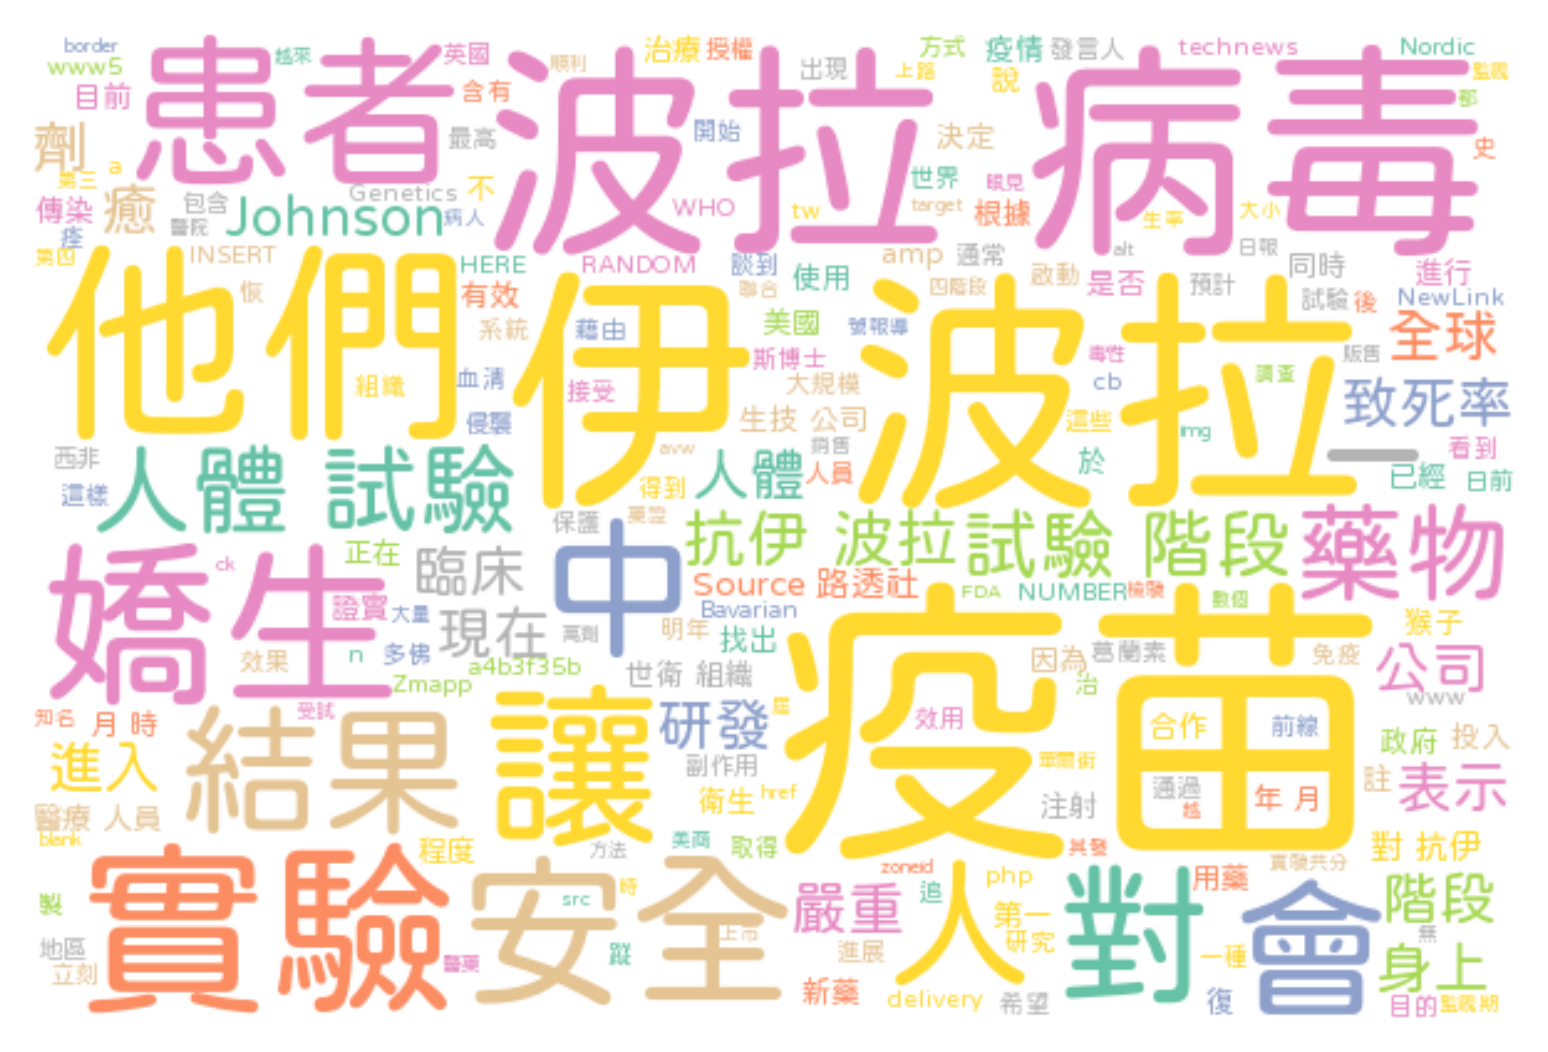 border
越來
英國
順利
治療 授權
方式 疫情 發言人
technews
Nordic
www5
目前
患者
含有
波拉
出現
上路
說
病毒
監視
都
劑
最高
開始
決定
史
第三
a
Genetics
不
世界
眼見
傳染
癒
包含
Johnson
病人
WHO
tw
target
根據
生率
大小
痊
醫院
第四
INSERT
HERE
RANDOM
談到
amp
通常
alt
日報
恢
他們
有效
伊
聯合
使用
四階段
啟動
是否
預計
同時
進行
試驗
後
NewLink
系統
藉由
美國
號報導
波拉
全球
斯博士
毒性
販售
組織
血清
接受
大規模
cb
調查
致死率
侵襲
生技 公司
這些
西非
人體 試驗
avw
銷售
img
看到
這樣
得到
人體
人員
於
已經
日前
保護
藥證
嬌生
正在
臨床
中
抗伊 波拉
試驗 階段
藥物
ck
Source
路透社
FDA
NUMBER
檢驗
數個
證實
大量
現在
萬劑
Bavarian
明年
找出
疫苗
猴子
效果
n
多佛
a4b3f35b
Zmapp
世衛 組織
因為
葛蘭素
免疫
公司
治
www
知名
月 時
受試
結果
讓
研發
屆
效用
合作
前線
政府
投入
進入
副作用
華爾街
通過
越
年 月
註
表示
醫療 人員
衛生
href
注射
blank
程度
方法
美商
取得
其發
對 抗伊
實驗
安全
嚴重
zoneid
追
人
php
實驗共分
用藥
對
會
階段
製
src
時
第一
研究
無
地區
立刻
醫藥
蹤
上市
進展
新藥
delivery
希望
一種
復
身上
目的
監視期